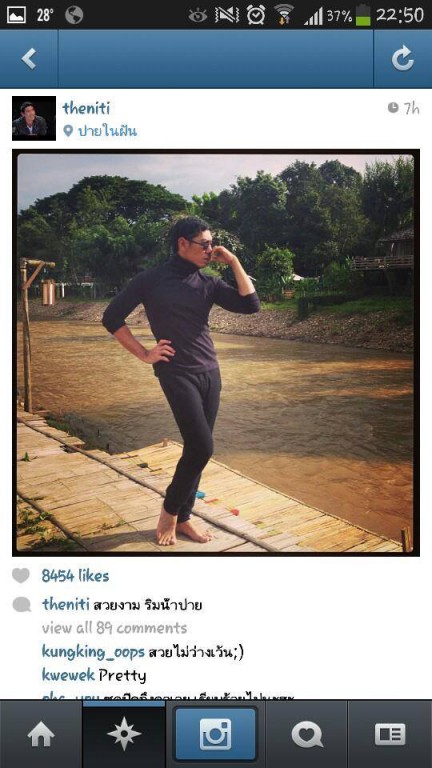 28°
37%
22:50
theniti
7h
ปายในฝัน
8454 likes
theniti สวยงาม ริมน้ำปาย
view all 89 comments
kungking_oops สวยไม่ว่างเว้น;)
kwewek Pretty